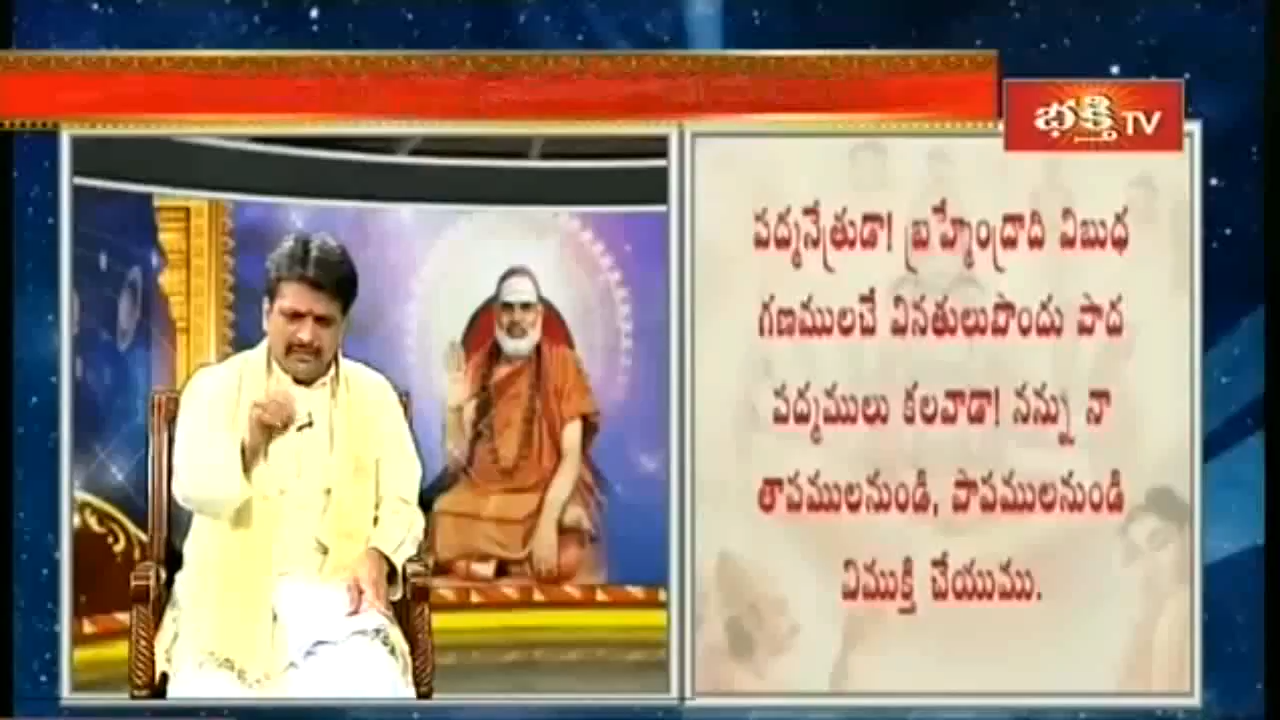 భక్తి TV
పద్మనేత్రుడా! బ్రహ్మేంద్రాది విబుధ
గణములచే వినతులుపొందు పాద
పద్మములు కలవాడా! నన్ను నా
తాపములనుండి, పాపములనుండి
విముక్తి చేయుము.